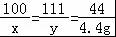 100/x = 111/y = 44/4.4g